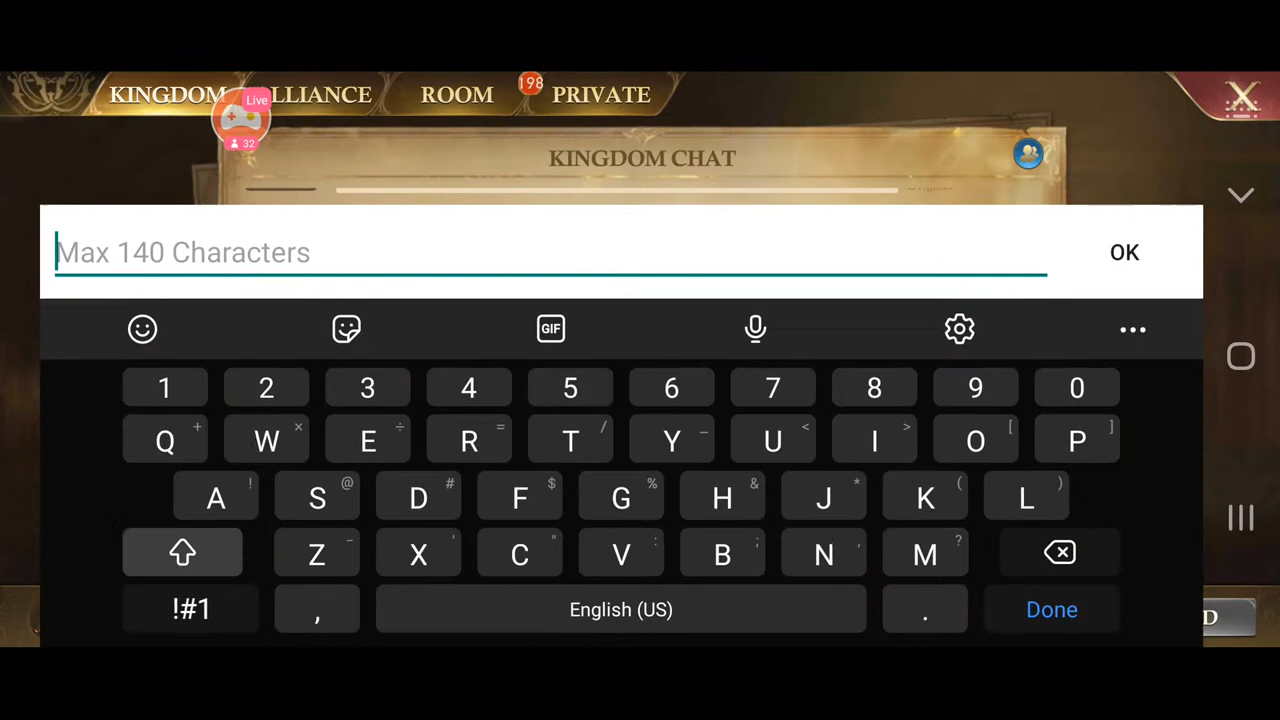 KINGDOM LLIANCE ROOM 198 PRIVATE X
Live
32
KINGDOM CHAT
Max 140 Characters OK
GIF
1 2 3 4 5 6 7 8 9 0
Q + W × E ÷ R = T / Y _ U < I > O [ P ]
A ! S @ D # F $ G % H & J * K ( L )
Z - X ' C " V : B ; N , M ?
!#1 , English (US) . Done
D